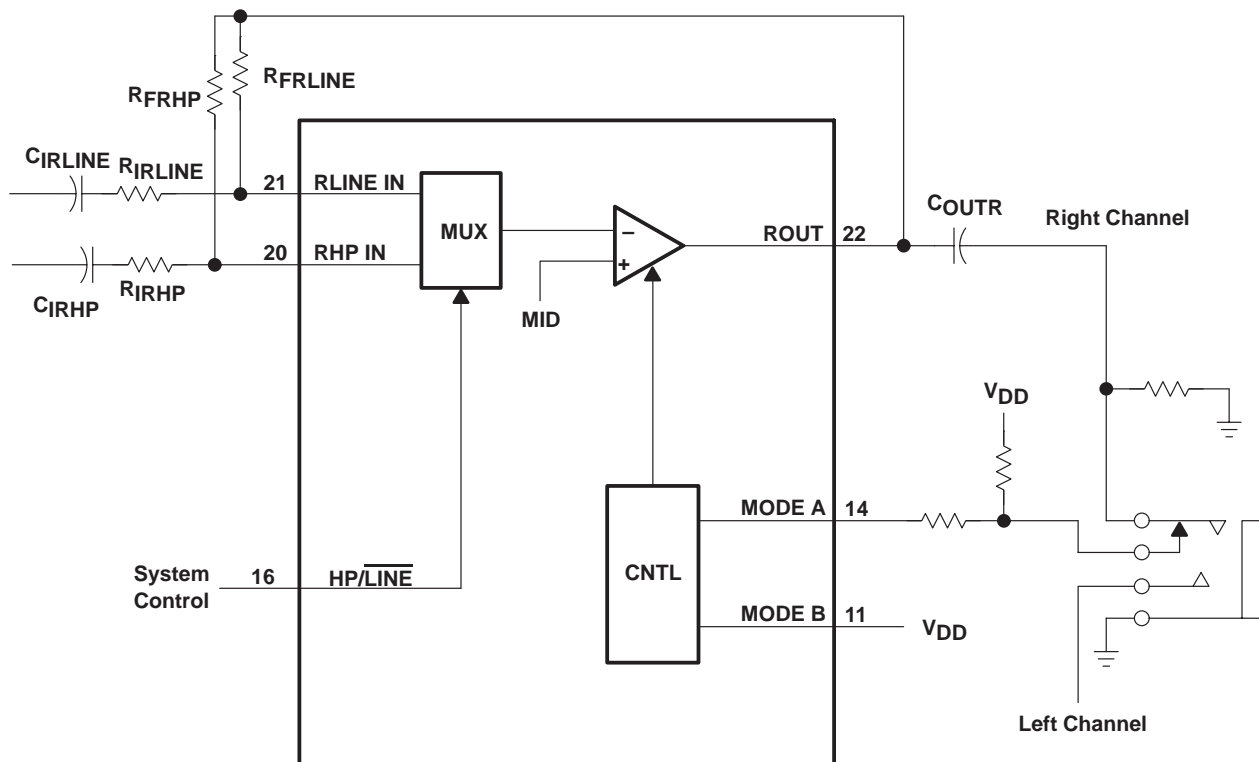 RFRHP
RFRLINE
CIRLINE
RIRLINE
21
RLINE IN
20
RHP IN
CIRHP
RIRHP
MUX
−
+
MID
ROUT
22
COUTR
Right Channel
VDD
MODE A
14
CNTL
System
Control
16
HP/LINE
MODE B
11
VDD
Left Channel